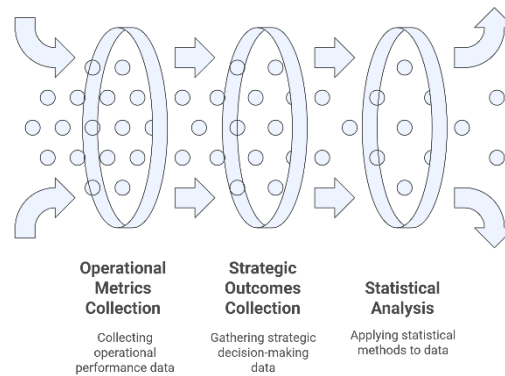 Operational
Metrics
Collection
Collecting
operational
performance data
Strategic
Outcomes
Collection
Gathering strategic
decision-making
data
Statistical
Analysis
Applying statistical
methods to data